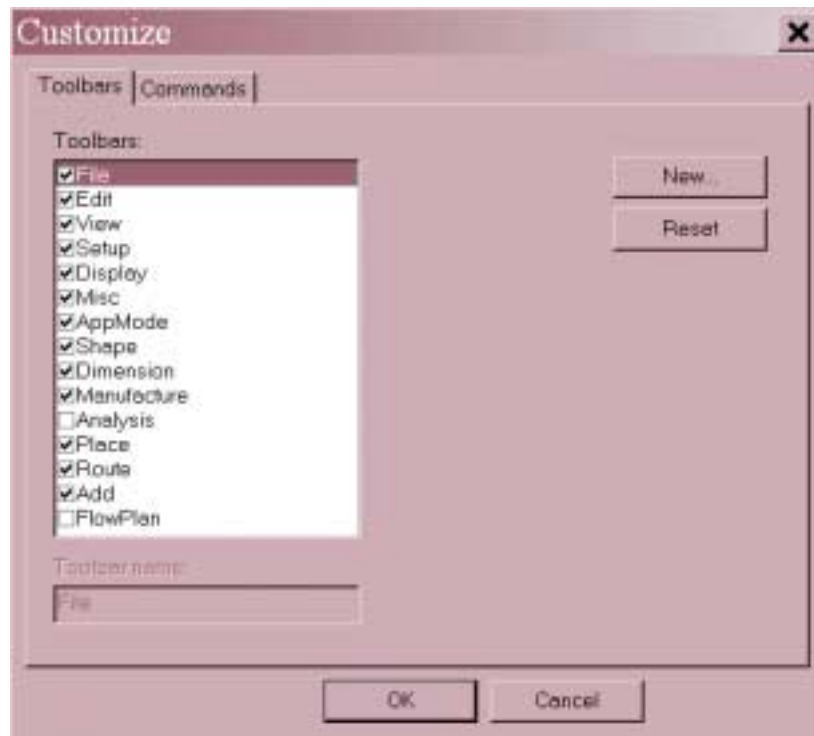 Customize
Toolbars Commands
Toolbars:
File
Edit
View
Setup
Display
Misc
AppMode
Shape
Dimension
Manufacture
Analysis
Place
Route
Add
FlowPlan
New...
Reset
Toolbar name:
File
OK Cancel